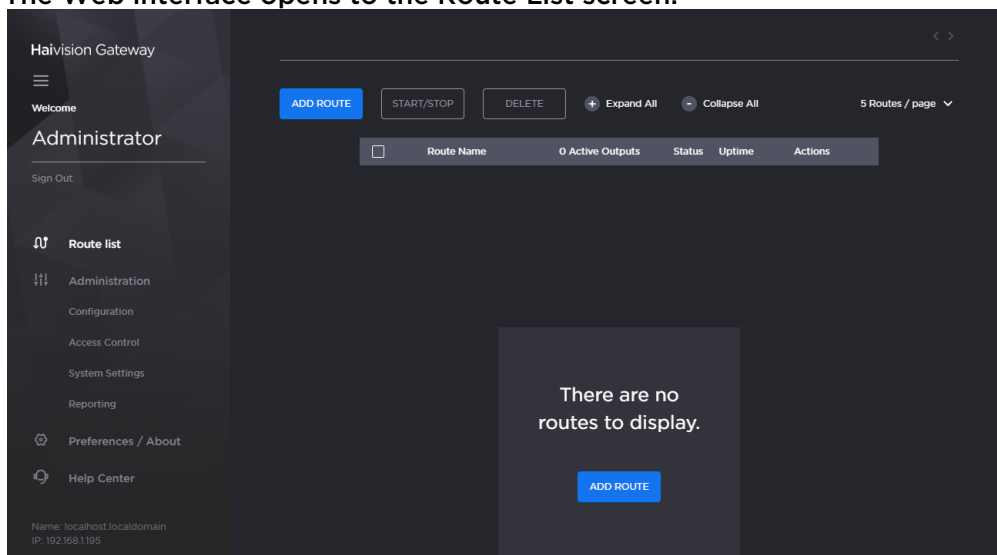 The Web Interface opens to the Route List screen.
Haivision Gateway
< >
Welcome
Administrator
Sign Out
ADD ROUTE START/STOP DELETE + Expand All - Collapse All 5 Routes / page
Route Name 0 Active Outputs Status Uptime Actions
Route list
Administration
Configuration
Access Control
System Settings
Reporting
Preferences / About
Help Center
There are no
routes to display.
ADD ROUTE
Name: localhost.localdomain
IP: 192.168.1.195